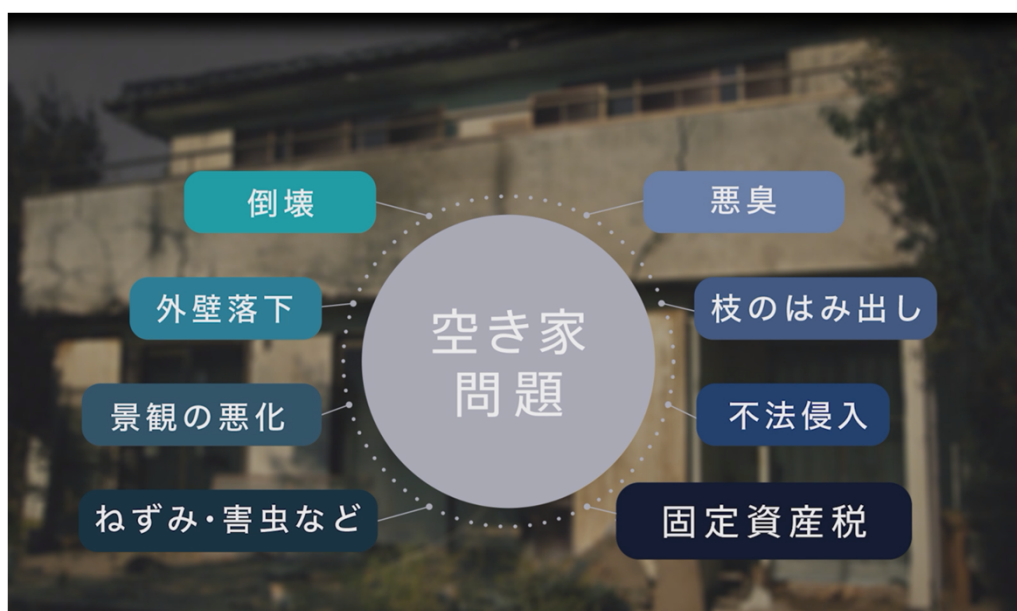 倒壊
悪臭
外壁落下
枝のはみ出し
空き家
問題
景観の悪化
不法侵入
ねずみ・害虫など
固定資産税